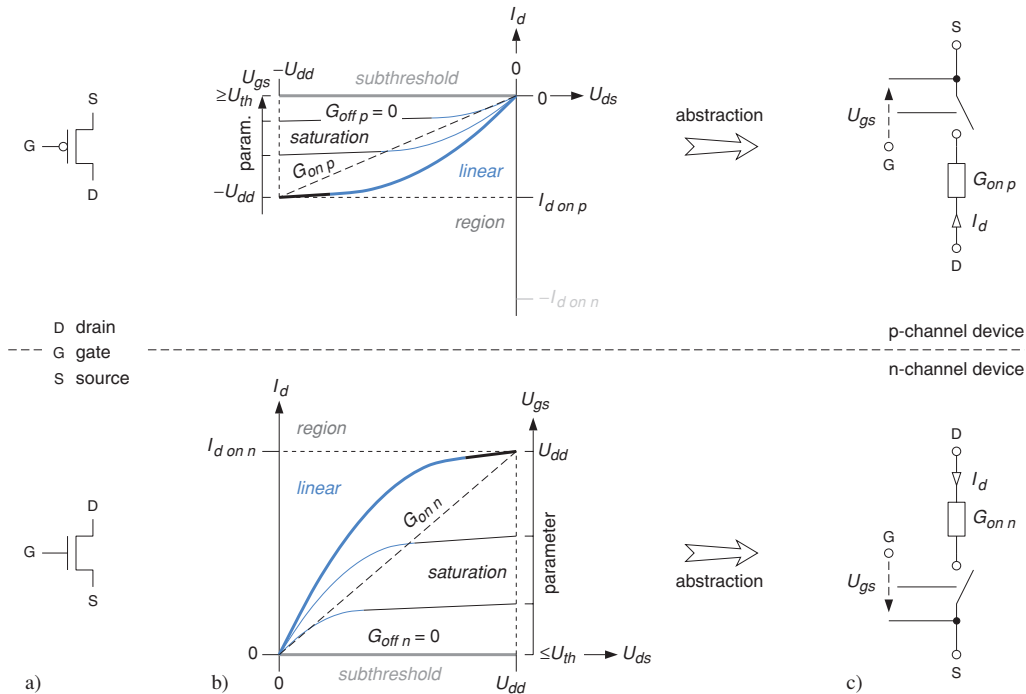 I_d
S
0
U_gs
−U_dd
subthreshold
≥U_th
0
U_ds
S
G_off p = 0
abstraction
U_gs
param.
saturation
G
G
G_on p
linear
G_on p
D
−U_dd
I_d on p
I_d
region
D
−I_d on n
D drain
p-channel device
G gate
n-channel device
S source
I_d
U_gs
region
D
I_d on n
U_dd
linear
I_d
D
G_on n
G_on n
G
parameter
G
abstraction
U_gs
saturation
S
G_off n = 0
0
≤U_th
U_ds
S
subthreshold
a)
b)
0
U_dd
c)